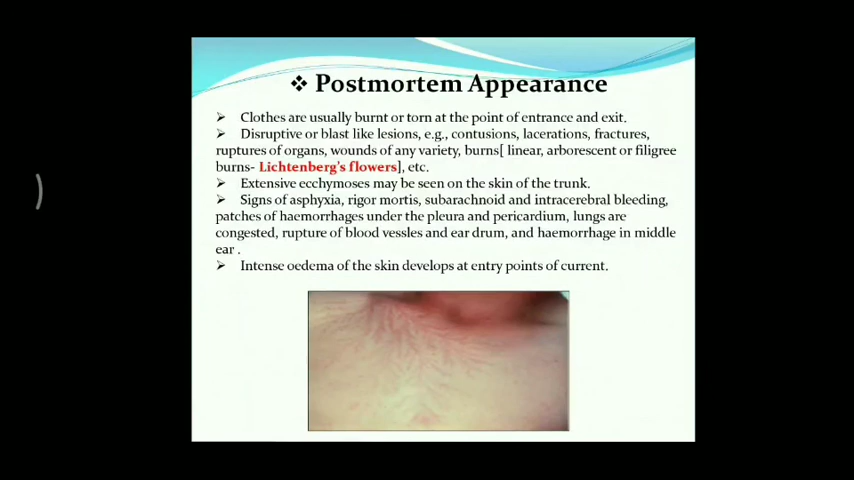 ❖ Postmortem Appearance
➢ Clothes are usually burnt or torn at the point of entrance and exit.
➢ Disruptive or blast like lesions, e.g., contusions, lacerations, fractures,
ruptures of organs, wounds of any variety, burns[ linear, arborescent or filigree
burns- Lichtenberg's flowers], etc.
➢ Extensive ecchymoses may be seen on the skin of the trunk.
➢ Signs of asphyxia, rigor mortis, subarachnoid and intracerebral bleeding,
patches of haemorrhages under the pleura and pericardium, lungs are
congested, rupture of blood vessles and ear drum, and haemorrhage in middle
ear .
➢ Intense oedema of the skin develops at entry points of current.